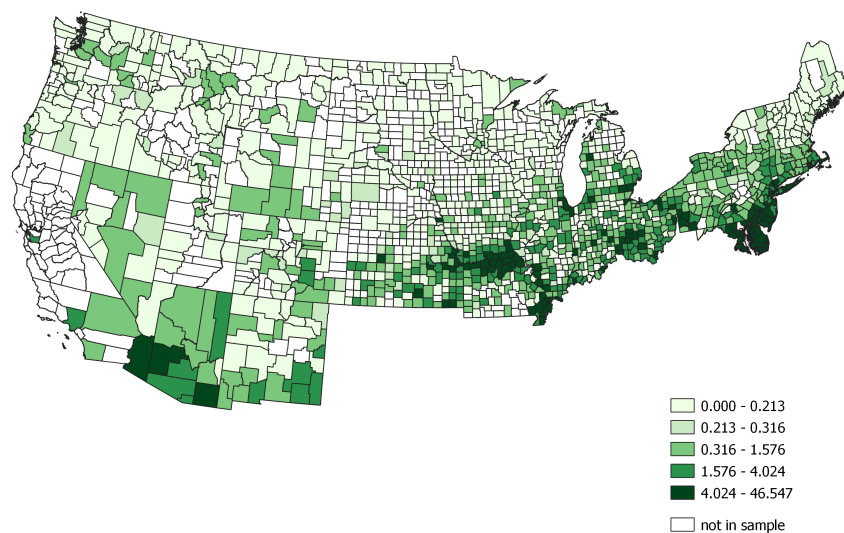 0.000 - 0.213
0.213 - 0.316
0.316 - 1.576
1.576 - 4.024
4.024 - 46.547
not in sample